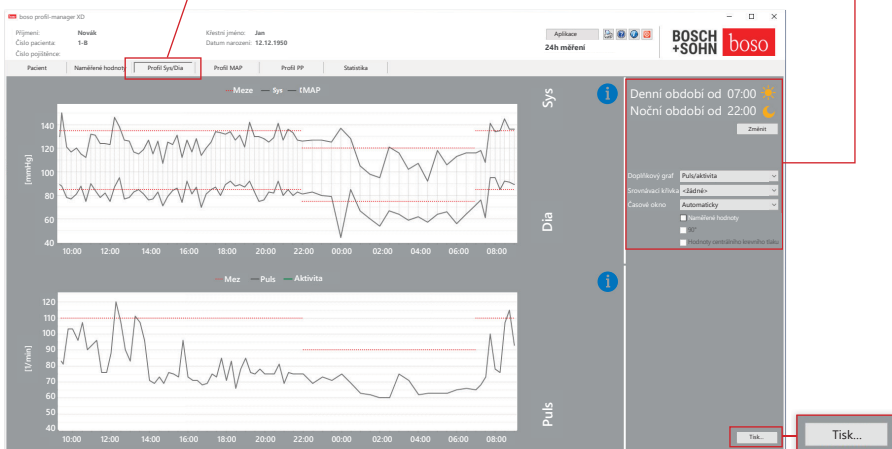 boso profil-manager XD
Příjmení: Novák
Křestní jméno: Jan
Číslo pacienta: 1-B
Datum narození: 12.12.1950
Číslo pojištěnce:
Aplikace
24h měření
BOSCH
+SOHN
boso
Pacient
Naměřené hodnoty
Profil Sys/Dia
Profil MAP
Profil PP
Statistika
Meze
Sys
tMAP
[mmHg]
140
120
100
80
60
40
10:00 12:00 14:00 16:00 18:00 20:00 22:00 00:00 02:00 04:00 06:00 08:00
Sys
Dia
Mez
Puls
Aktivita
[1/min]
120
110
100
90
80
70
60
50
40
10:00 12:00 14:00 16:00 18:00 20:00 22:00 00:00 02:00 04:00 06:00 08:00
Puls
Denní období od 07:00
Noční období od 22:00
Změnit
Doplňkový graf Puls/aktivita
Srovnávací křivka <žádné>
Časové okno Automaticky
Naměřené hodnoty
90°
Hodnoty centrálního krevního tlaku
Tisk...
Tisk...